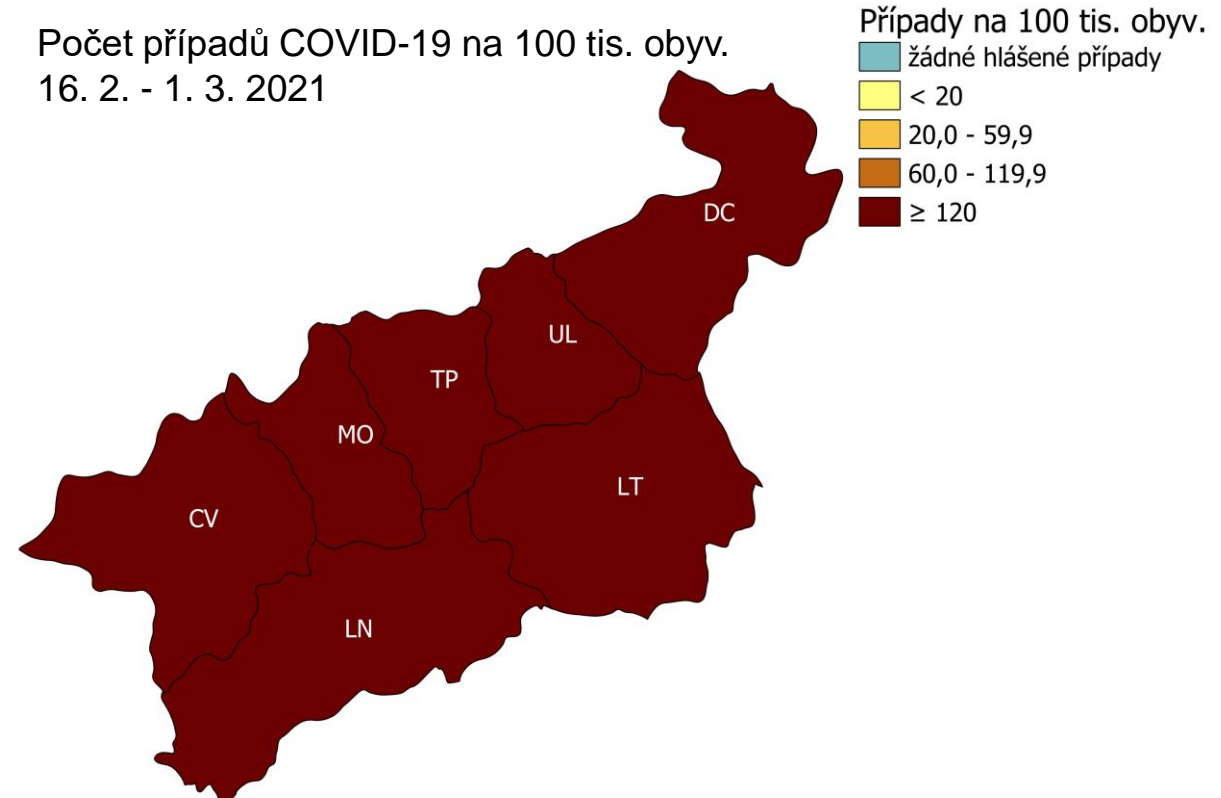 Počet případů COVID-19 na 100 tis. obyv.
16. 2. - 1. 3. 2021
Případy na 100 tis. obyv.
žádné hlášené případy
< 20
20,0 - 59,9
60,0 - 119,9
≥ 120
DC
UL
TP
MO
LT
CV
LN